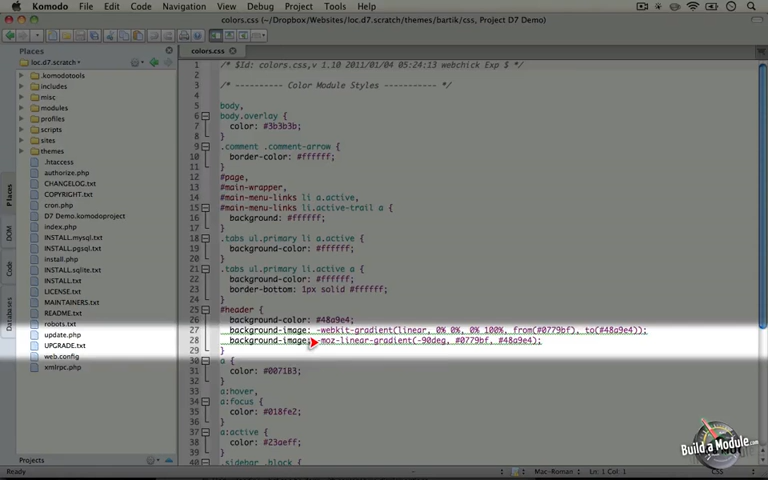 Komodo File Edit Code Navigation View Debug Project Tools Help
colors.css (~/Dropbox/Websites/loc.d7.scratch/themes/bartik/css, Project D7 Demo)
Places
loc.d7.scratch
.komodotools
includes
misc
modules
profiles
scripts
sites
themes
.htaccess
authorize.php
CHANGELOG.txt
COPYRIGHT.txt
cron.php
D7 Demo.komodoproject
index.php
INSTALL.mysql.txt
INSTALL.pgsql.txt
install.php
INSTALL.sqlite.txt
INSTALL.txt
LICENSE.txt
MAINTAINERS.txt
README.txt
robots.txt
update.php
UPGRADE.txt
web.config
xmlrpc.php
Projects
Places
DOM
Code
Databases
colors.css
1 /* $Id: colors.css,v 1.10 2011/01/04 05:24:13 webchick Exp $ */
2
3 /* ---------- Color Module Styles ----------- */
4
5 body,
6 body.overlay {
7 color: #3b3b3b;
8 }
9 .comment .comment-arrow {
10 border-color: #ffffff;
11 }
12 #page,
13 #main-wrapper,
14 #main-menu-links li a.active,
15 #main-menu-links li.active-trail a {
16 background: #ffffff;
17 }
18 .tabs ul.primary li a.active {
19 background-color: #ffffff;
20 }
21 .tabs ul.primary li.active a {
22 background-color: #ffffff;
23 border-bottom: 1px solid #ffffff;
24 }
25 #header {
26 background-color: #48a9e4;
27 background-image: -webkit-gradient(linear, 0% 0%, 0% 100%, from(#0779bf), to(#48a9e4));
28 background-image: -moz-linear-gradient(-90deg, #0779bf, #48a9e4);
29 }
30 a {
31 color: #0071B3;
32 }
33 a:hover,
34 a:focus {
35 color: #018fe2;
36 }
37 a:active {
38 color: #23aeff;
39 }
40 .sidebar .block {
Build a Module.com
Ready
Mac-Roman
Ln: 1 Col: 1
CSS